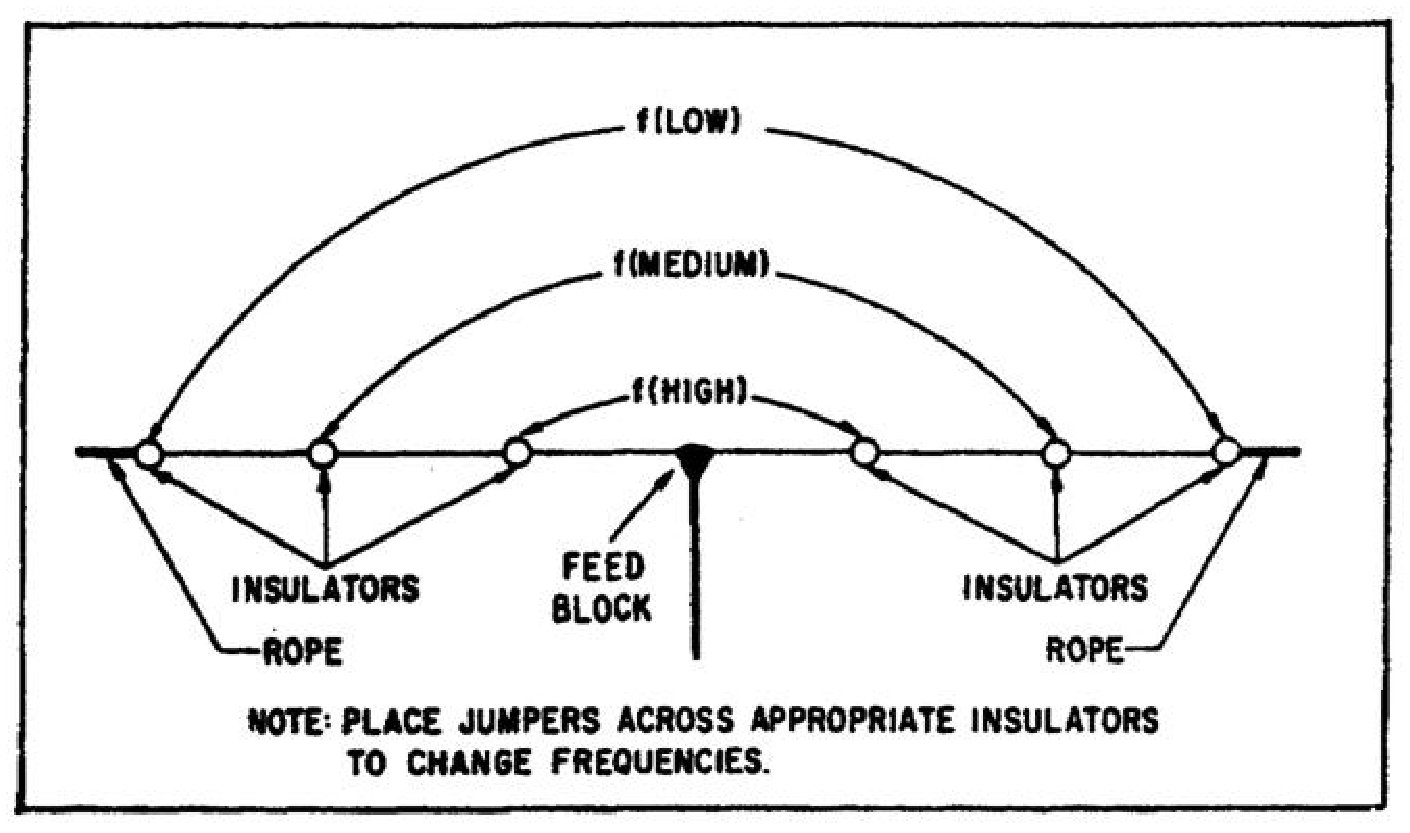 f(LOW)
f(MEDIUM)
f(HIGH)
FEED
BLOCK
INSULATORS
INSULATORS
ROPE
ROPE
NOTE: PLACE JUMPERS ACROSS APPROPRIATE INSULATORS
TO CHANGE FREQUENCIES.